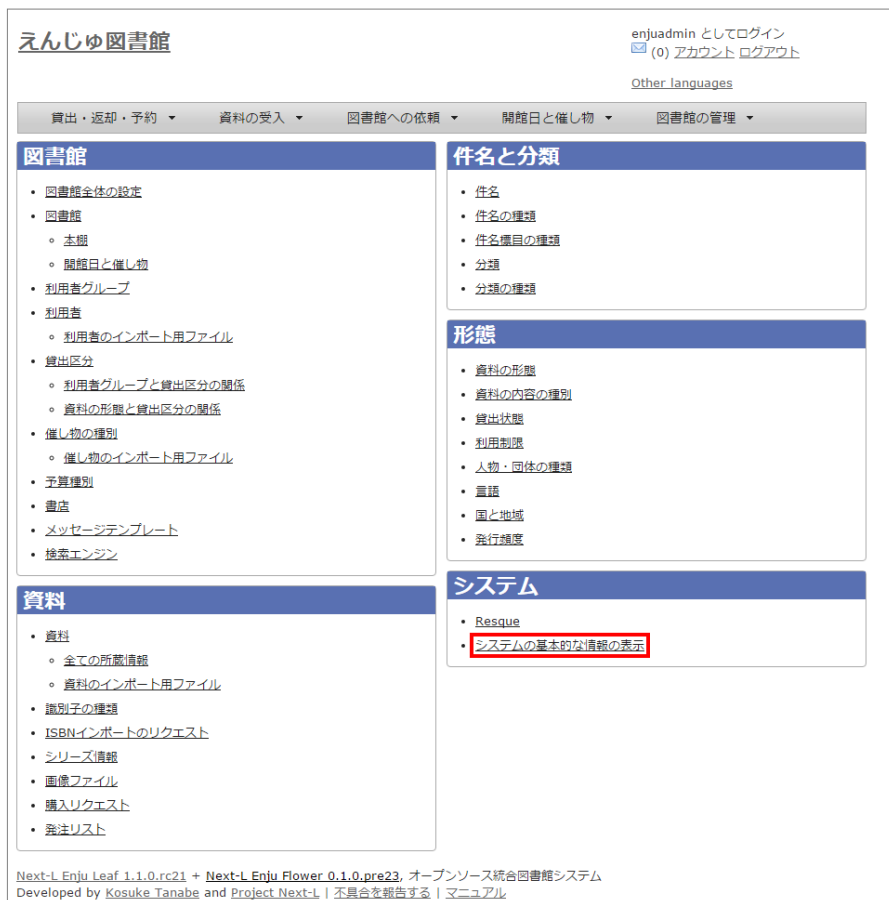 えんじゅ図書館
enjuadmin としてログイン
(0) アカウント ログアウト
Other languages
貸出・返却・予約 ▼ 資料の受入 ▼ 図書館への依頼 ▼ 開館日と催し物 ▼ 図書館の管理 ▼
図書館
• 図書館全体の設定
• 図書館
◦ 本棚
◦ 開館日と催し物
• 利用者グループ
• 利用者
◦ 利用者のインポート用ファイル
• 貸出区分
◦ 利用者グループと貸出区分の関係
◦ 資料の形態と貸出区分の関係
• 催し物の種別
◦ 催し物のインポート用ファイル
• 予算種別
• 書店
• メッセージテンプレート
• 検索エンジン
資料
• 資料
◦ 全ての所蔵情報
◦ 資料のインポート用ファイル
• 識別子の種類
• ISBNインポートのリクエスト
• シリーズ情報
• 画像ファイル
• 購入リクエスト
• 発注リスト
件名と分類
• 件名
• 件名の種類
• 件名標目の種類
• 分類
• 分類の種類
形態
• 資料の形態
• 資料の内容の種別
• 貸出状態
• 利用制限
• 人物・団体の種類
• 言語
• 国と地域
• 発行頻度
システム
• Resque
• システムの基本的な情報の表示
Next-L Enju Leaf 1.1.0.rc21 + Next-L Enju Flower 0.1.0.pre23, オープンソース統合図書館システム
Developed by Kosuke Tanabe and Project Next-L | 不具合を報告する | マニュアル